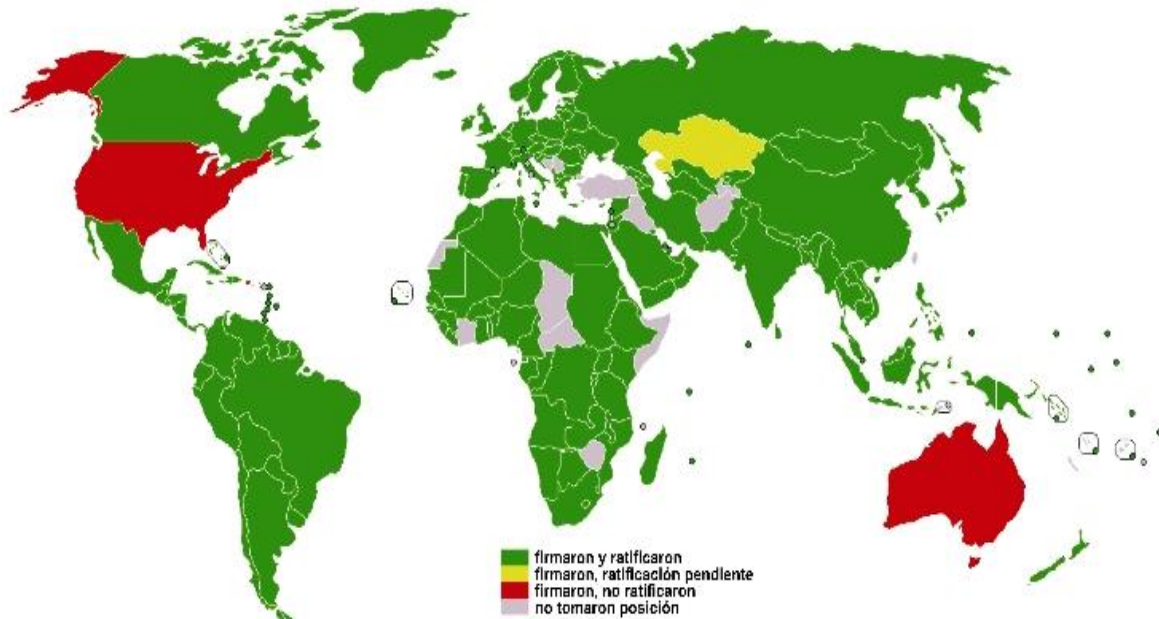 firmaron y ratificaron
firmaron, ratificación pendiente
firmaron, no ratificaron
no tomaron posición